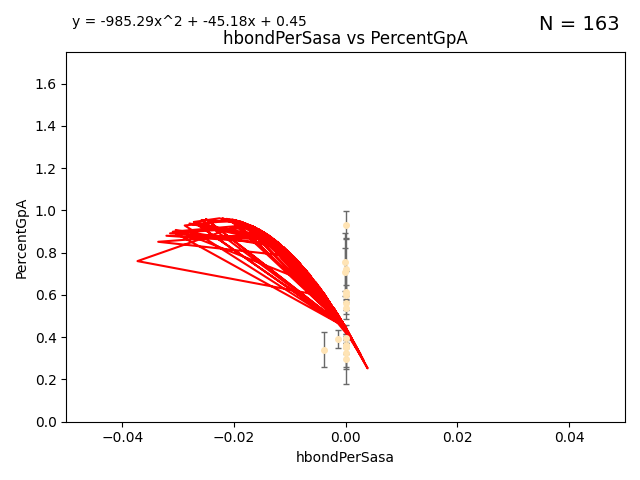 y = -985.29x^2 + -45.18x + 0.45
N = 163
hbondPerSasa vs PercentGpA
1.6
1.4
1.2
1.0
0.8
0.6
0.4
0.2
0.0
PercentGpA
−0.04 −0.02 0.00 0.02 0.04
hbondPerSasa